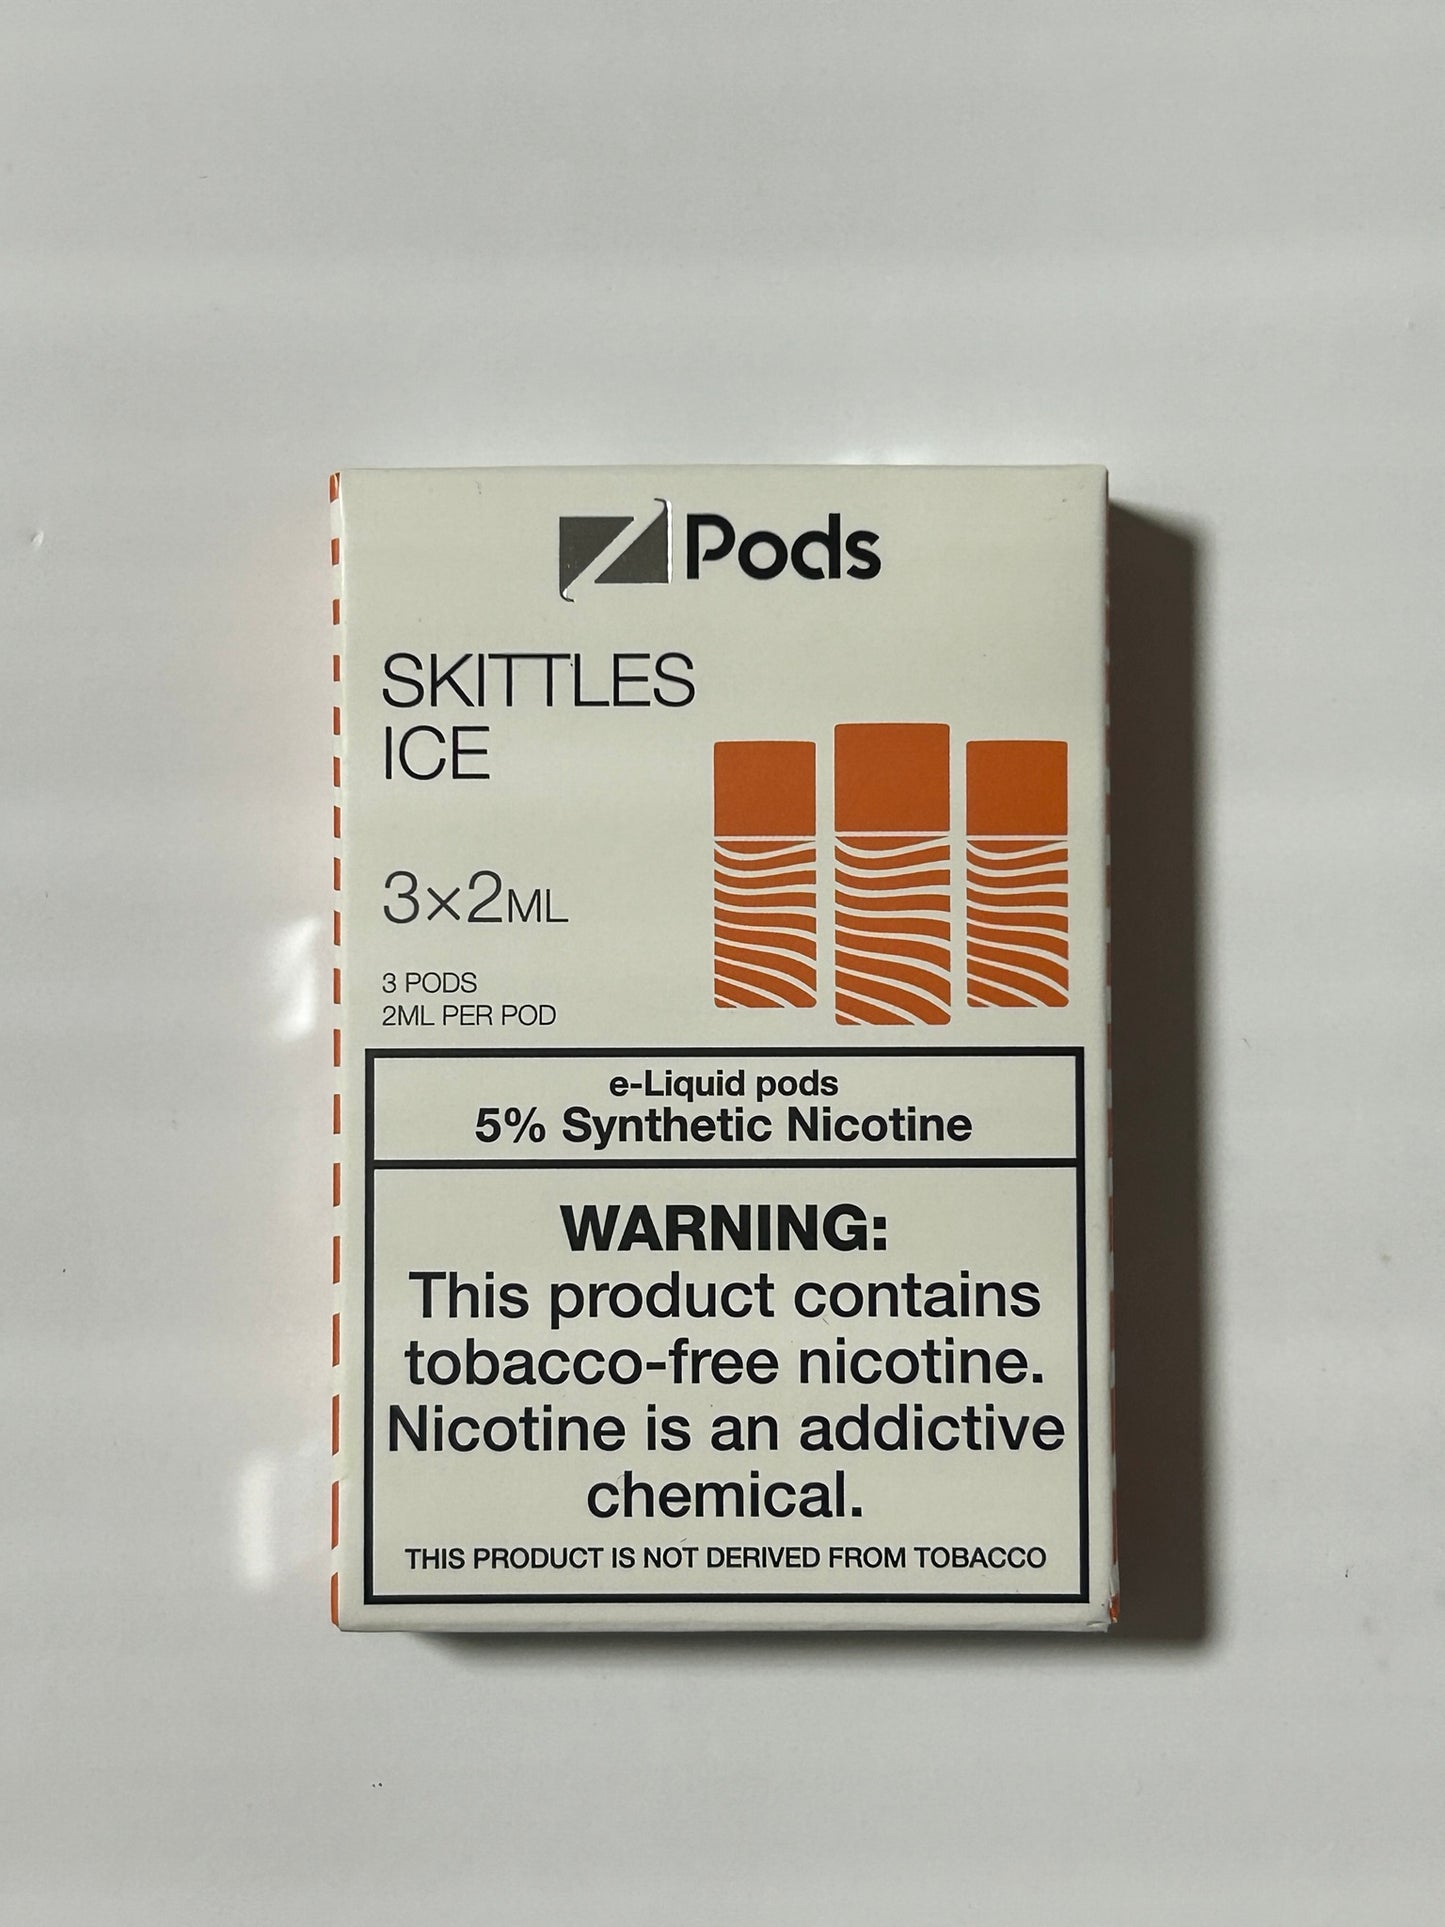 Z Pods
SKITTLES
ICE
3×2ML
3 PODS
2ML PER POD
e-Liquid pods
5% Synthetic Nicotine
WARNING:
This product contains
tobacco-free nicotine.
Nicotine is an addictive
chemical.
THIS PRODUCT IS NOT DERIVED FROM TOBACCO